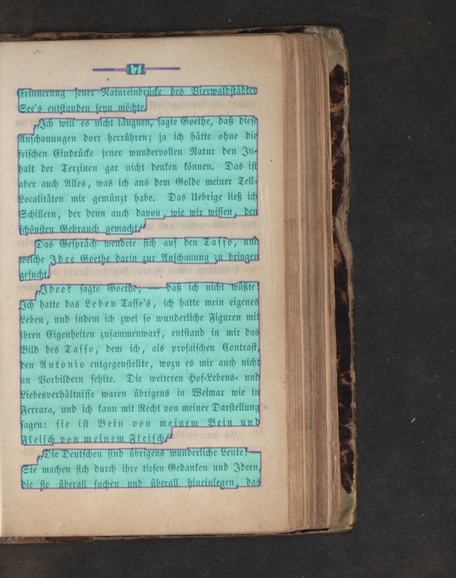 171
Erinnerung jener Natureindrücke des Vierwaldstädter
See's entstanden seyn möchte.
„Ich will es nicht läugnen, sagte Goethe, daß diese
Anschauungen dort herrühren; ja ich hätte ohne die
frischen Eindrücke jener wundervollen Natur den In-
halt der Terzinen gar nicht denken können. Das ist
aber auch Alles, was ich aus dem Golde meiner Tell-
Localitäten mir gemünzt habe. Das Uebrige ließ ich
Schillern, der denn auch davon, wie wir wissen, den
schönsten Gebrauch gemacht.“
Das Gespräch wendete sich auf den Tasso, und
welche Idee Goethe darin zur Anschauung zu bringen
gesucht.
„Idee? sagte Goethe, — daß ich nicht wüßte!
Ich hatte das Leben Tasso's, ich hatte mein eigenes
Leben, und indem ich zwei so wunderliche Figuren mit
ihren Eigenheiten zusammenwarf, entstand in mir das
Bild des Tasso, dem ich, als prosaischen Contrast,
den Antonio entgegenstellte, wozu es mir auch nicht
an Vorbildern fehlte. Die weiteren Hof-Lebens- und
Liebesverhältnisse waren übrigens in Weimar wie in
Ferrara, und ich kann mit Recht von meiner Darstellung
sagen: sie ist Bein von meinem Bein und
Fleisch von meinem Fleisch.“
„Die Deutschen sind übrigens wunderliche Leute!
Sie machen sich durch ihre tiefen Gedanken und Ideen,
die sie überall suchen und überall hineinlegen, das